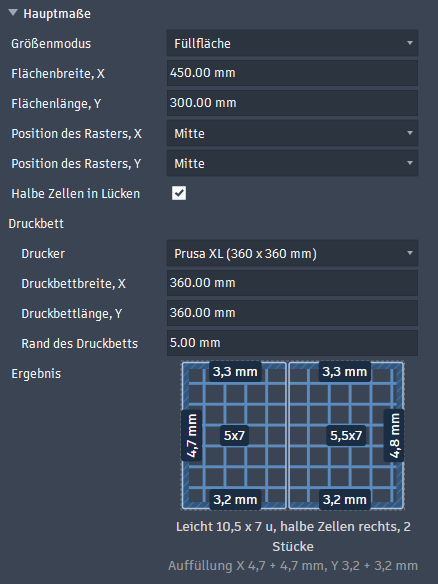 Hauptmaße
Größenmodus Füllfläche
Flächenbreite, X 450.00 mm
Flächenlänge, Y 300.00 mm
Position des Rasters, X Mitte
Position des Rasters, Y Mitte
Halbe Zellen in Lücken
Druckbett
Drucker Prusa XL (360 x 360 mm)
Druckbettbreite, X 360.00 mm
Druckbettlänge, Y 360.00 mm
Rand des Druckbetts 5.00 mm
Ergebnis
3,3 mm 3,3 mm
4,7 mm 5x7 5,5x7 4,8 mm
3,2 mm 3,2 mm
Leicht 10,5 x 7 u, halbe Zellen rechts, 2
Stücke
Auffüllung X 4,7 + 4,7 mm, Y 3,2 + 3,2 mm